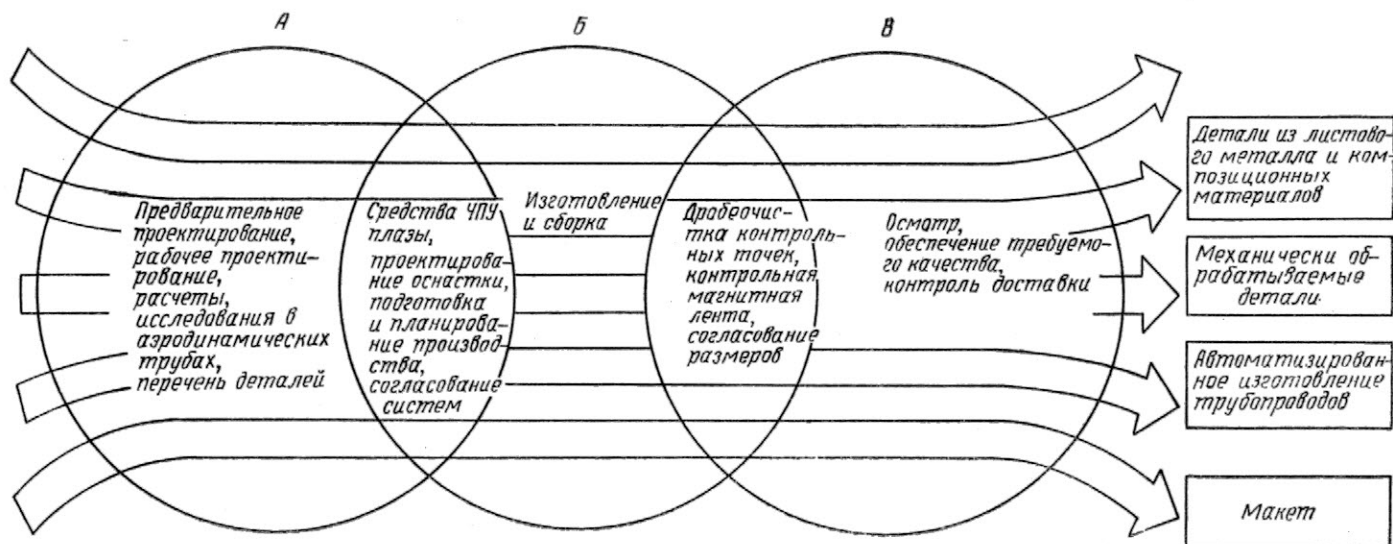 А
Б
В
Предварительное
проектирование,
рабочее проекти-
рование,
расчеты,
исследования в
аэродинамических
трубах,
перечень деталей
Средства ЧПУ
плазы,
проектирова-
ние оснастки,
подготовка
и планирова-
ние производ-
ства,
согласование
систем
Изготовление
и сборка
Дробеочис-
тка контроль-
ных точек,
контрольная
магнитная
лента,
согласование
размеров
Осмотр,
обеспечение требуемо-
го качества,
контроль доставки
Детали из листово-
го металла и ком-
позиционных
материалов
Механически об-
рабатываемые
детали.
Автоматизирован-
ное изготовление
трубопроводов
Макет